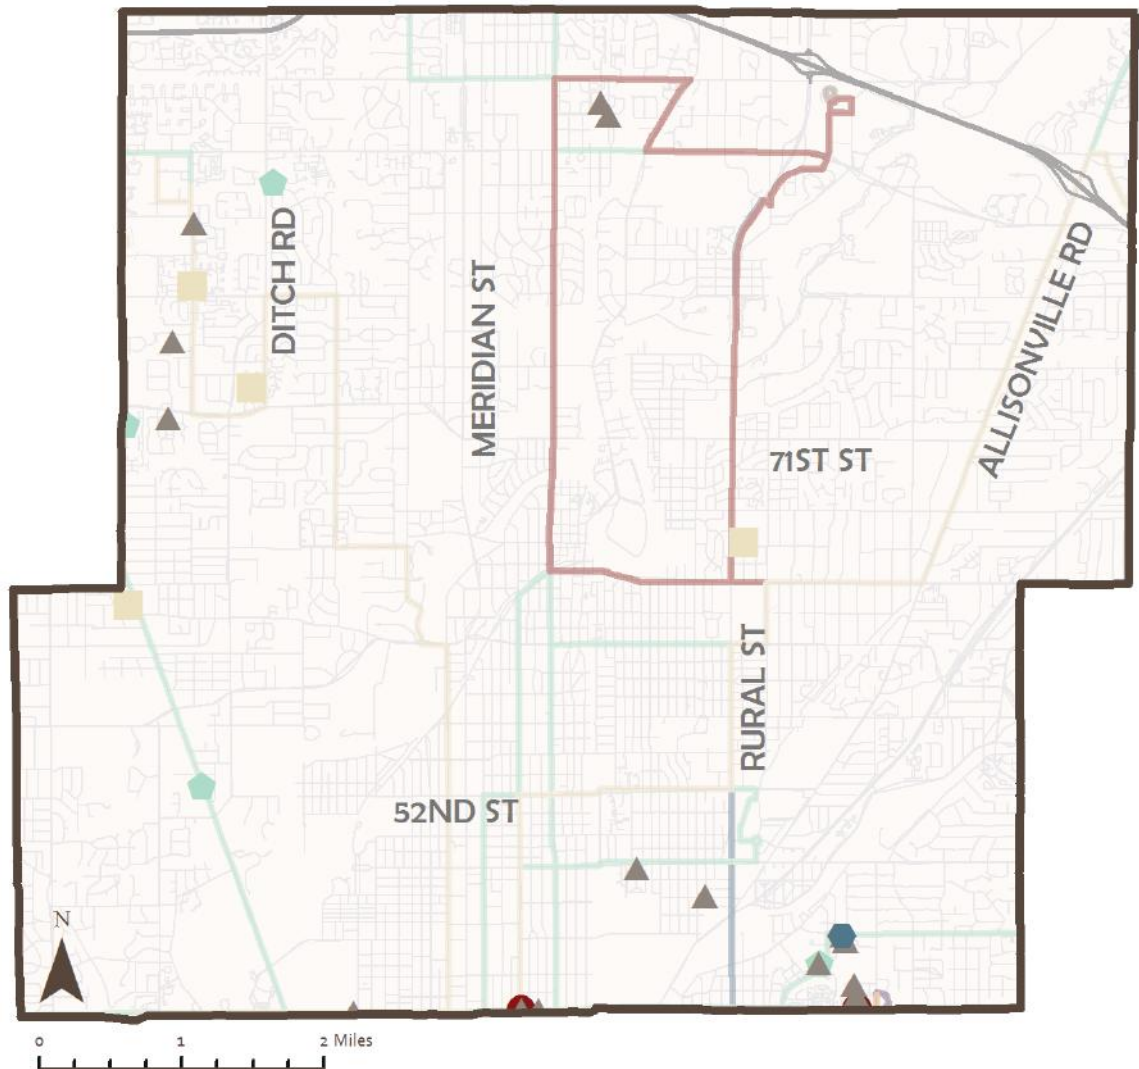 DITCH RD
MERIDIAN ST
ALLISONVILLE RD
71ST ST
RURAL ST
52ND ST
N
0 1 2 Miles